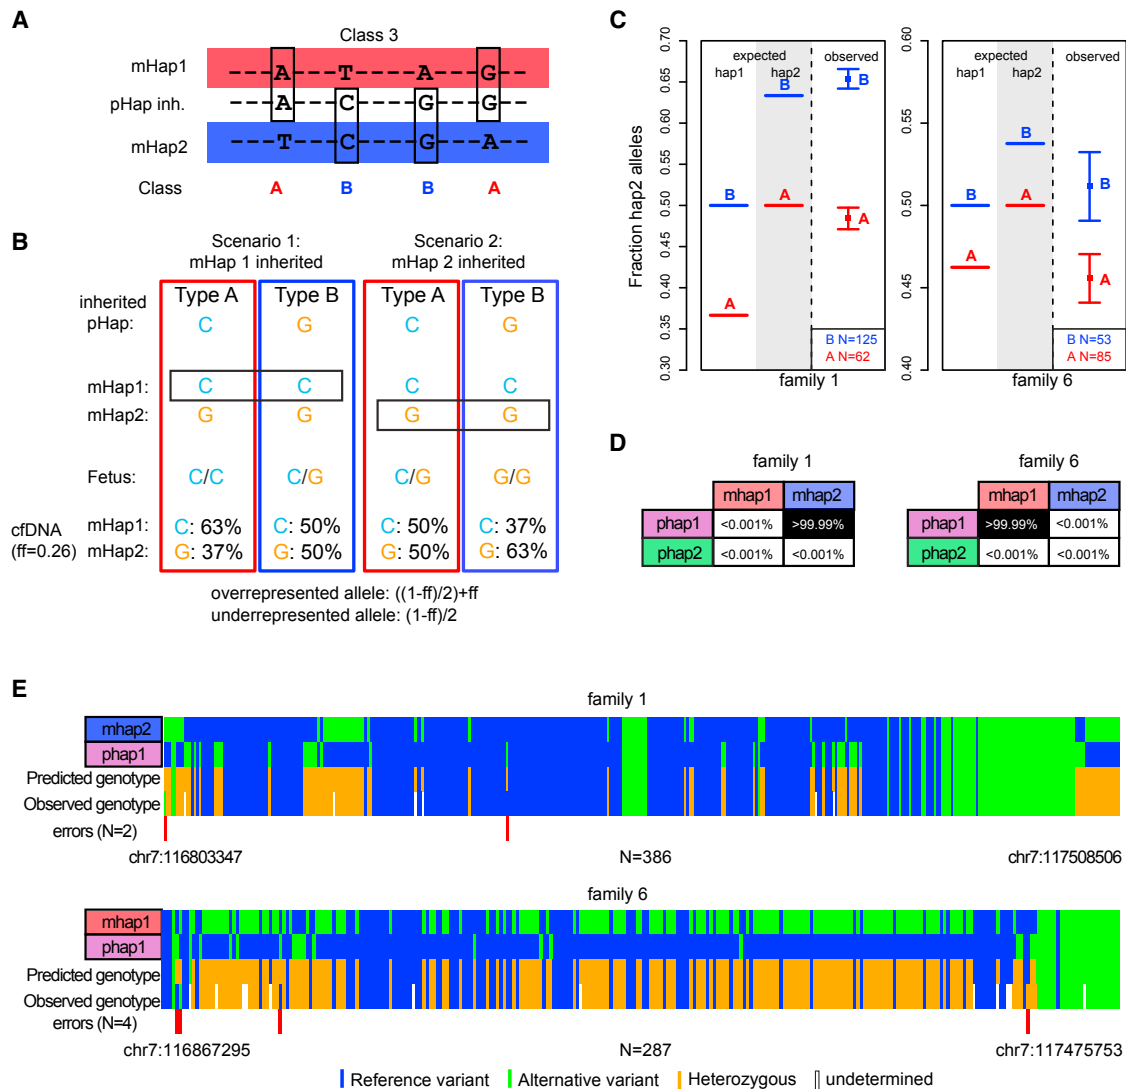 A
Class 3
mHap1
---A---T---A---G---
pHap inh.
---A---C---G---G---
mHap2
---T---C---G---A---
Class
A B B A
B
Scenario 1:
mHap 1 inherited
Scenario 2:
mHap 2 inherited
Type A Type B Type A Type B
inherited
pHap:
C G C G
mHap1: C C C C
mHap2: G G G G
Fetus: C/C C/G C/G G/G
cfDNA
(ff=0.26)
mHap1: C: 63% C: 50% C: 50% C: 37%
mHap2: G: 37% G: 50% G: 50% G: 63%
overrepresented allele: ((1-ff)/2)+ff
underrepresented allele: (1-ff)/2
C
Fraction hap2 alleles
0.30 0.35 0.40 0.45 0.50 0.55 0.60 0.65 0.70
expected
hap1 hap2
observed
B
A
B
A
B
A
B N=125
A N=62
family 1
0.40 0.45 0.50 0.55 0.60
expected
hap1 hap2
observed
B
A
B
A
B
A
B N=53
A N=85
family 6
D
family 1
mhap1 mhap2
phap1 <0.001% >99.99%
phap2 <0.001% <0.001%
family 6
mhap1 mhap2
phap1 >99.99% <0.001%
phap2 <0.001% <0.001%
E
family 1
mhap2
phap1
Predicted genotype
Observed genotype
errors (N=2)
chr7:116803347 N=386 chr7:117508506
family 6
mhap1
phap1
Predicted genotype
Observed genotype
errors (N=4)
chr7:116867295 N=287 chr7:117475753
Reference variant Alternative variant Heterozygous undetermined